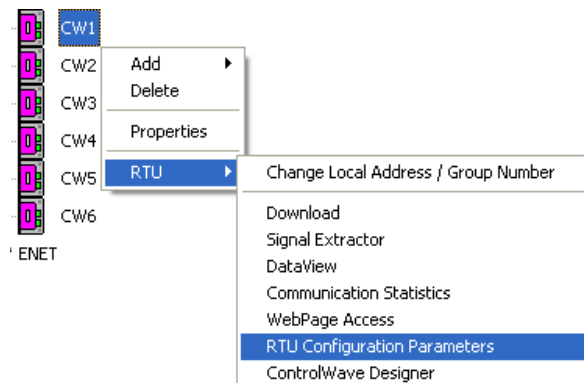 CW1
CW2
CW3
CW4
CW5
CW6
' ENET
Add
Delete
Properties
RTU
Change Local Address / Group Number
Download
Signal Extractor
DataView
Communication Statistics
WebPage Access
RTU Configuration Parameters
ControlWave Designer